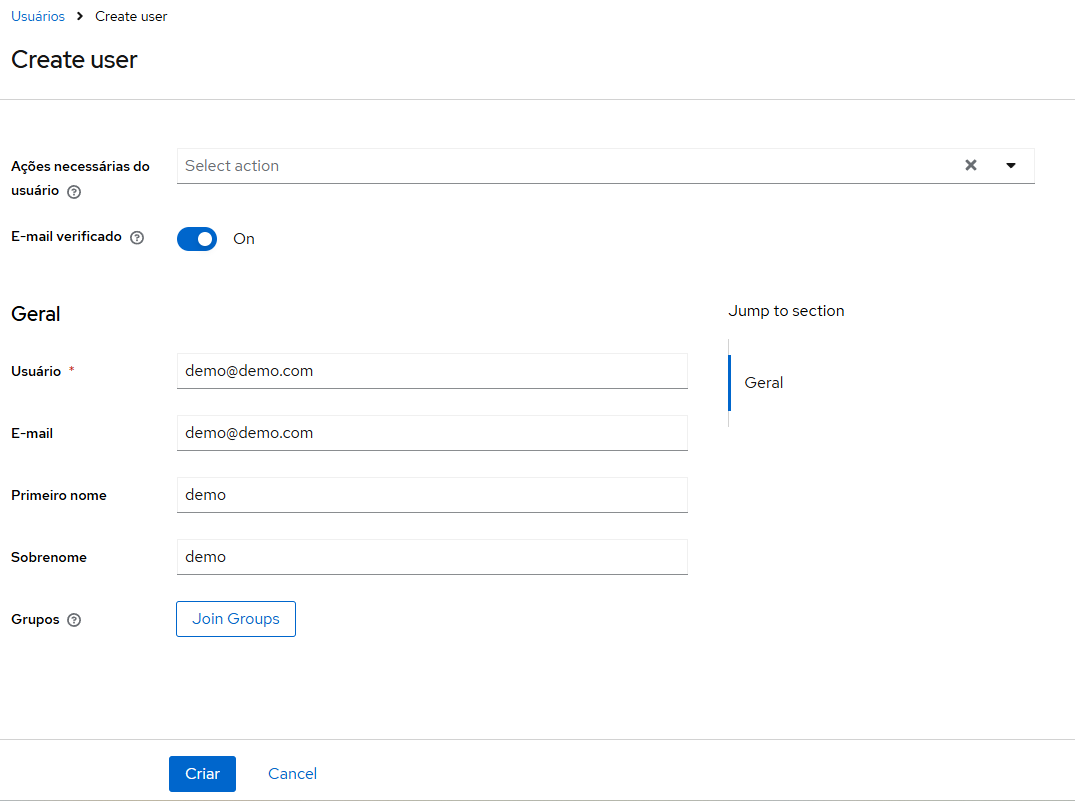 Usuários > Create user
Create user
Ações necessárias do
usuário
Select action
E-mail verificado
On
Geral
Jump to section
Geral
Usuário *
demo@demo.com
E-mail
demo@demo.com
Primeiro nome
demo
Sobrenome
demo
Grupos
Join Groups
Criar
Cancel